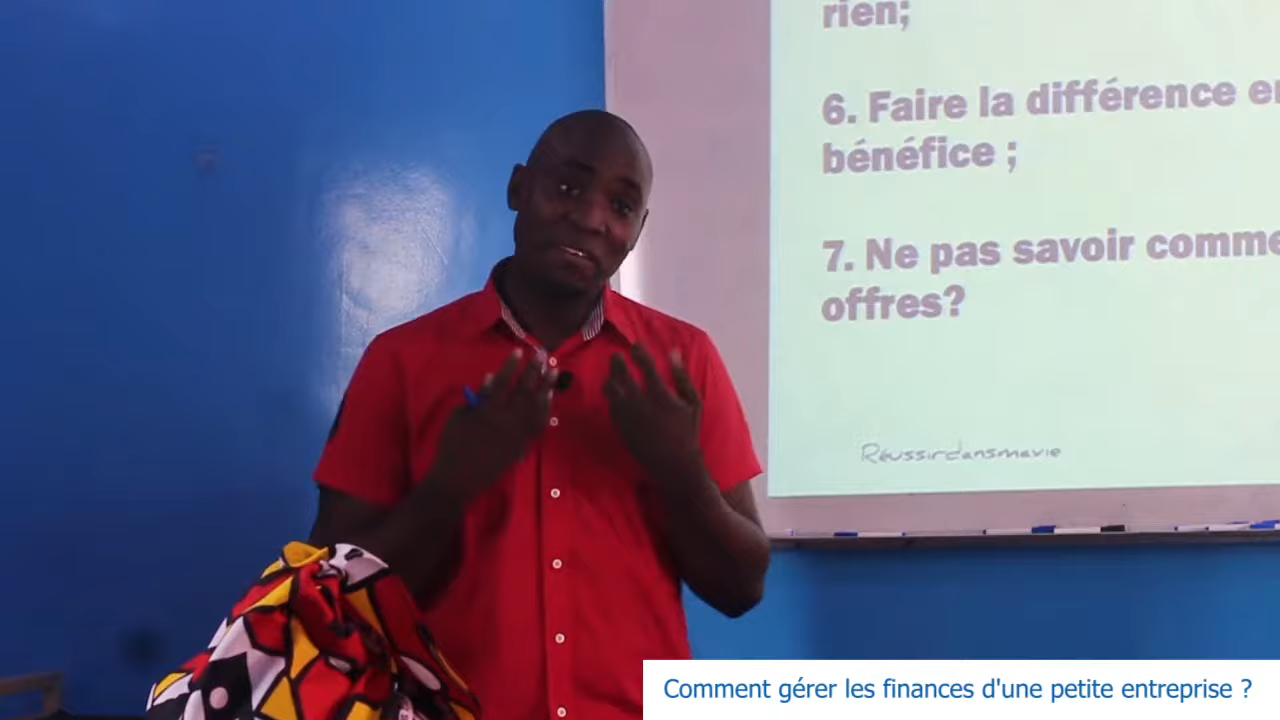 rien;
6. Faire la différence
bénéfice ;
7. Ne pas savoir
offres?
Réussirdansmavie
Comment gérer les finances d'une petite entreprise ?